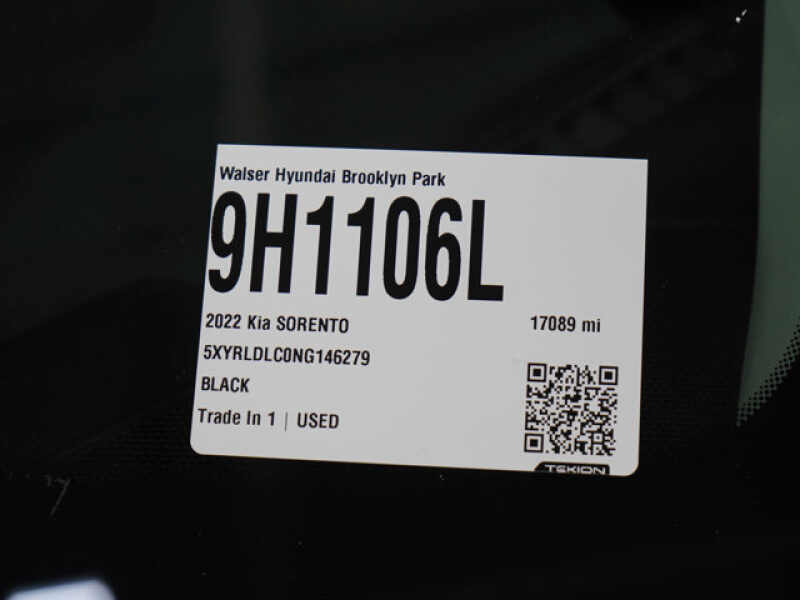 Walser Hyundai Brooklyn Park
9H1106L
2022 Kia SORENTO
17089 mi
5XYRLDLC0NG146279
BLACK
Trade In 1 | USED
TEKION